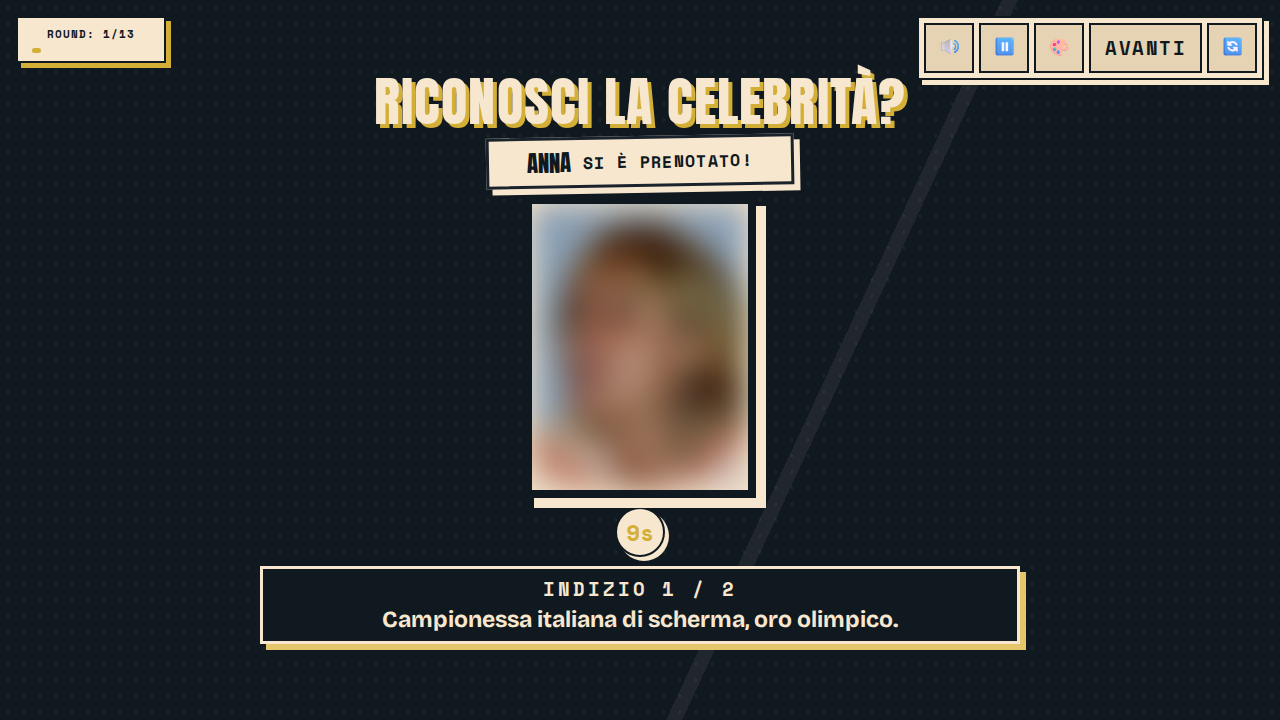 ROUND: 1/13
AVANTI
RICONOSCI LA CELEBRITÀ?
ANNA SI È PRENOTATO!
9s
INDIZIO 1 / 2
Campionessa italiana di scherma, oro olimpico.